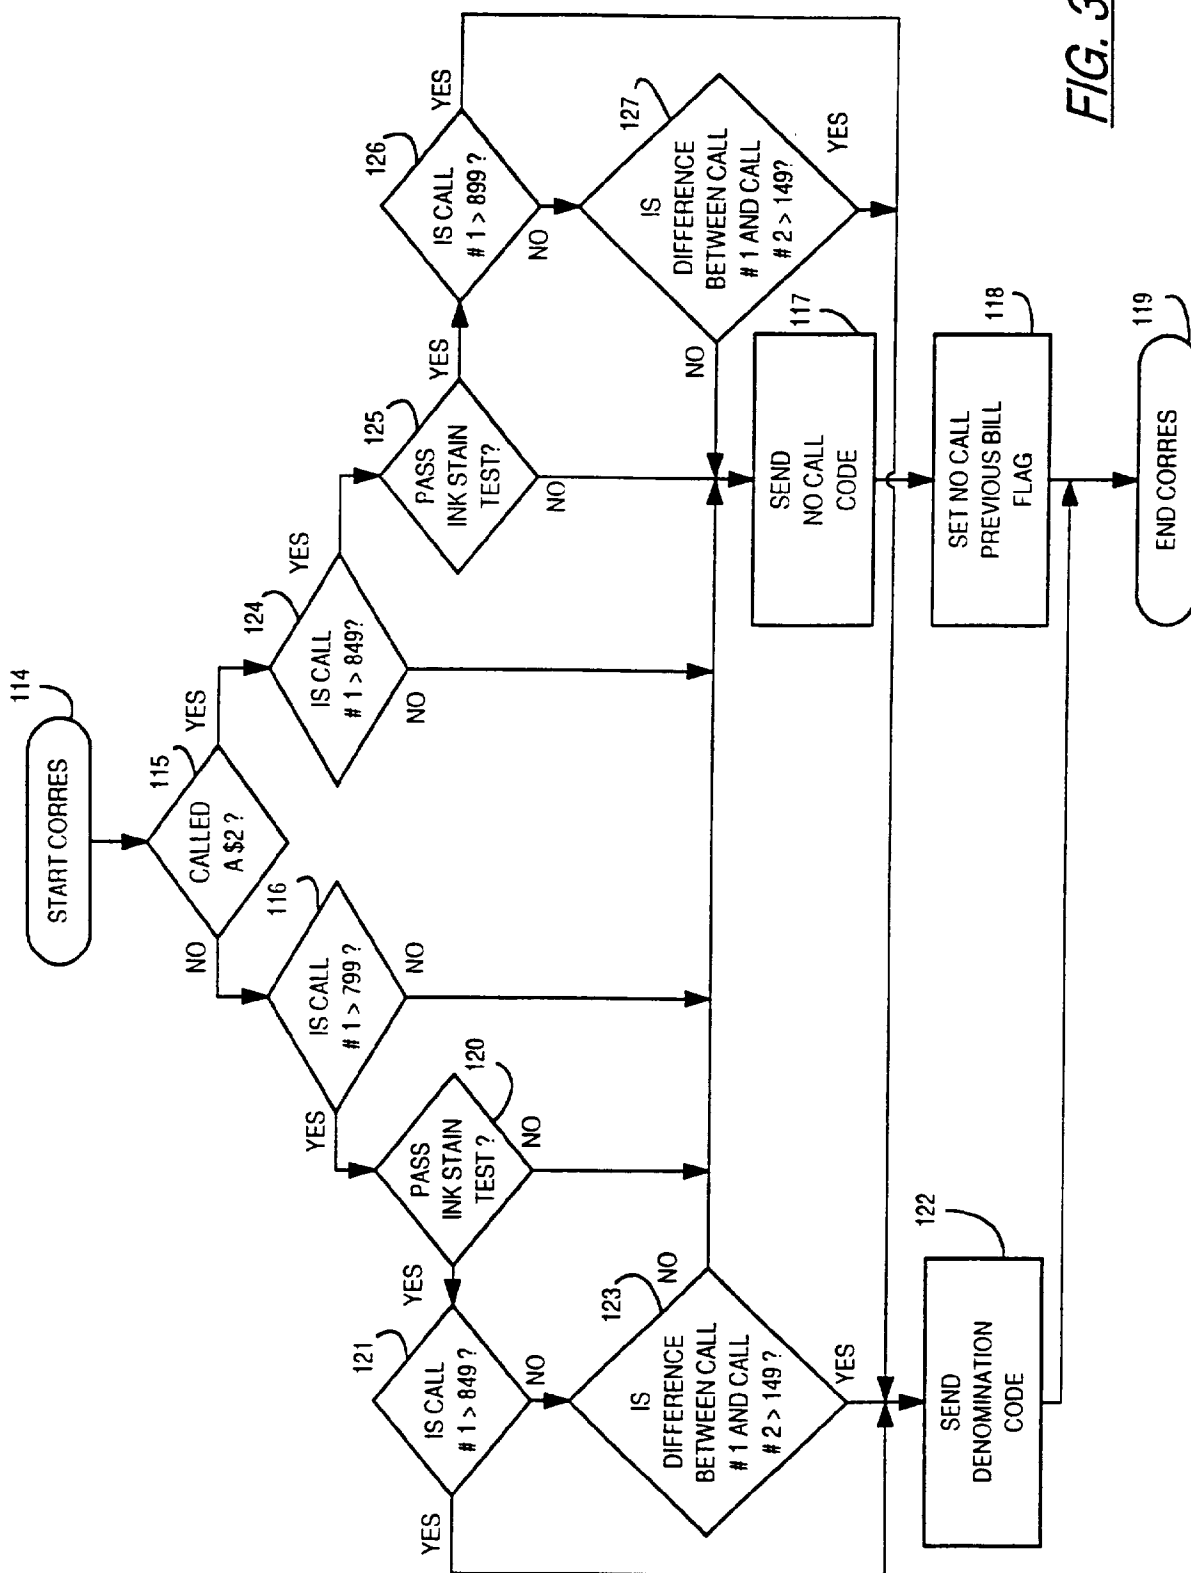 START CORRES
114
CALLED
A $2 ?
115
NO
YES
IS CALL
# 1 > 799 ?
116
YES
NO
IS CALL
# 1 > 849?
124
YES
NO
PASS
INK STAIN
TEST ?
120
YES
NO
PASS
INK STAIN
TEST?
125
YES
NO
IS CALL
# 1 > 849 ?
121
YES
NO
IS CALL
# 1 > 899 ?
126
YES
NO
IS
DIFFERENCE
BETWEEN CALL
# 1 AND CALL
# 2 > 149 ?
123
NO
YES
IS
DIFFERENCE
BETWEEN CALL
# 1 AND CALL
# 2 > 149?
127
NO
YES
SEND
NO CALL
CODE
117
SEND
DENOMINATION
CODE
122
SET NO CALL
PREVIOUS BILL
FLAG
118
END CORRES
119
FIG. 3